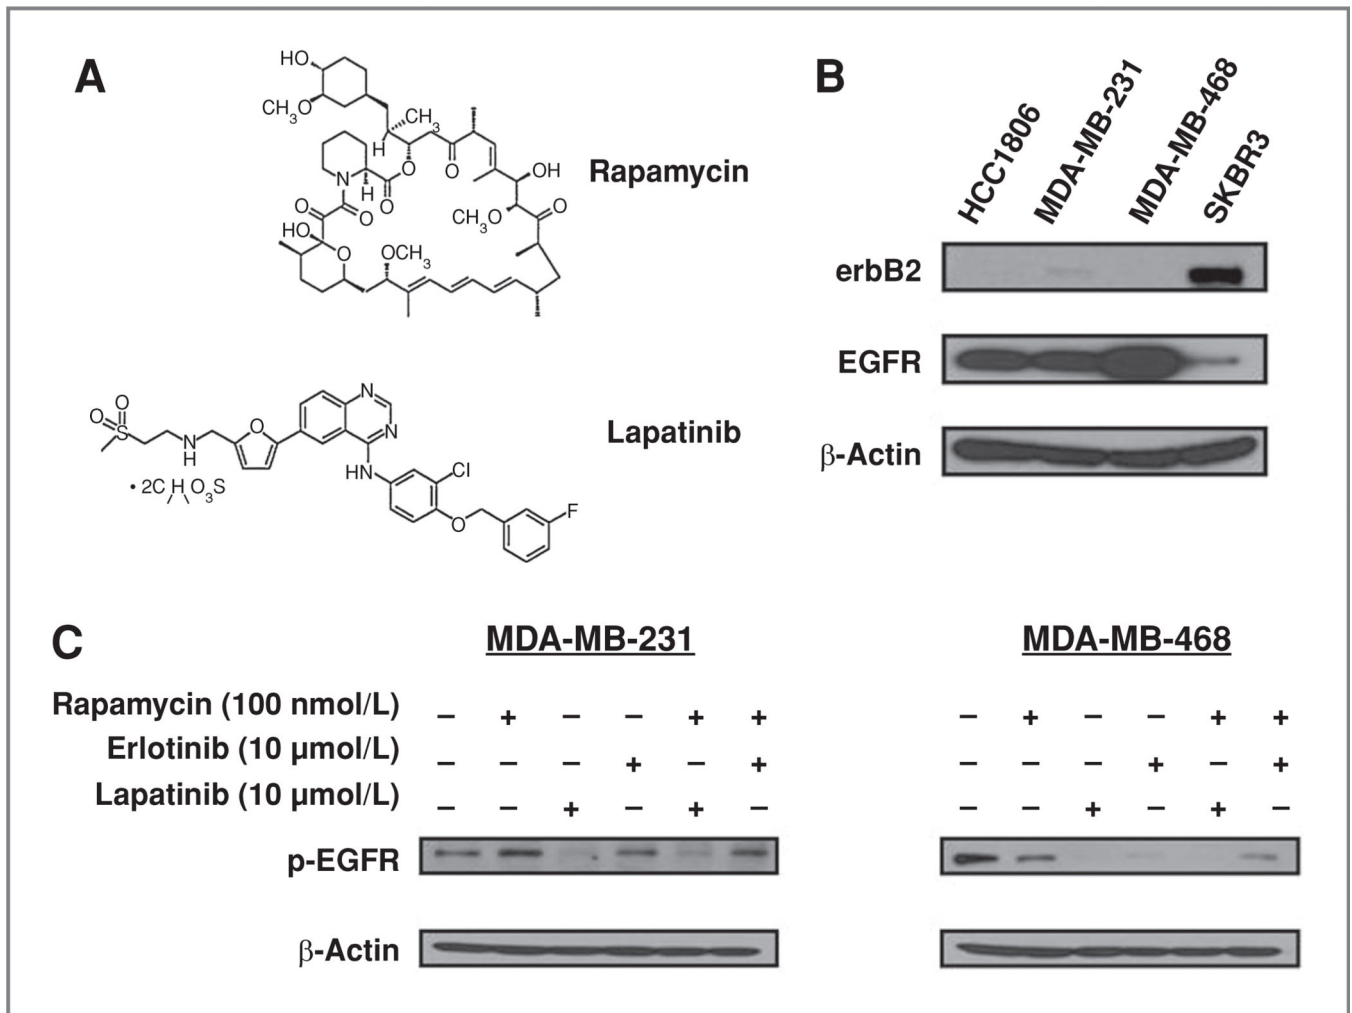 A
HO
CH3O
CH3
H
O
O
N
H
O
O
O
O
OH
CH3O
O
HO
O
OCH3
Rapamycin
O
O
S
N
H
O
N
N
HN
Cl
O
F
• 2C H O3S
Lapatinib
B
HCC1806
MDA-MB-231
MDA-MB-468
SKBR3
erbB2
EGFR
β-Actin
C
MDA-MB-231
MDA-MB-468
Rapamycin (100 nmol/L) – + – – + + – + – – + +
Erlotinib (10 μmol/L) – – – + – + – – – + – +
Lapatinib (10 μmol/L) – – + – + – – – + – + –
p-EGFR
β-Actin